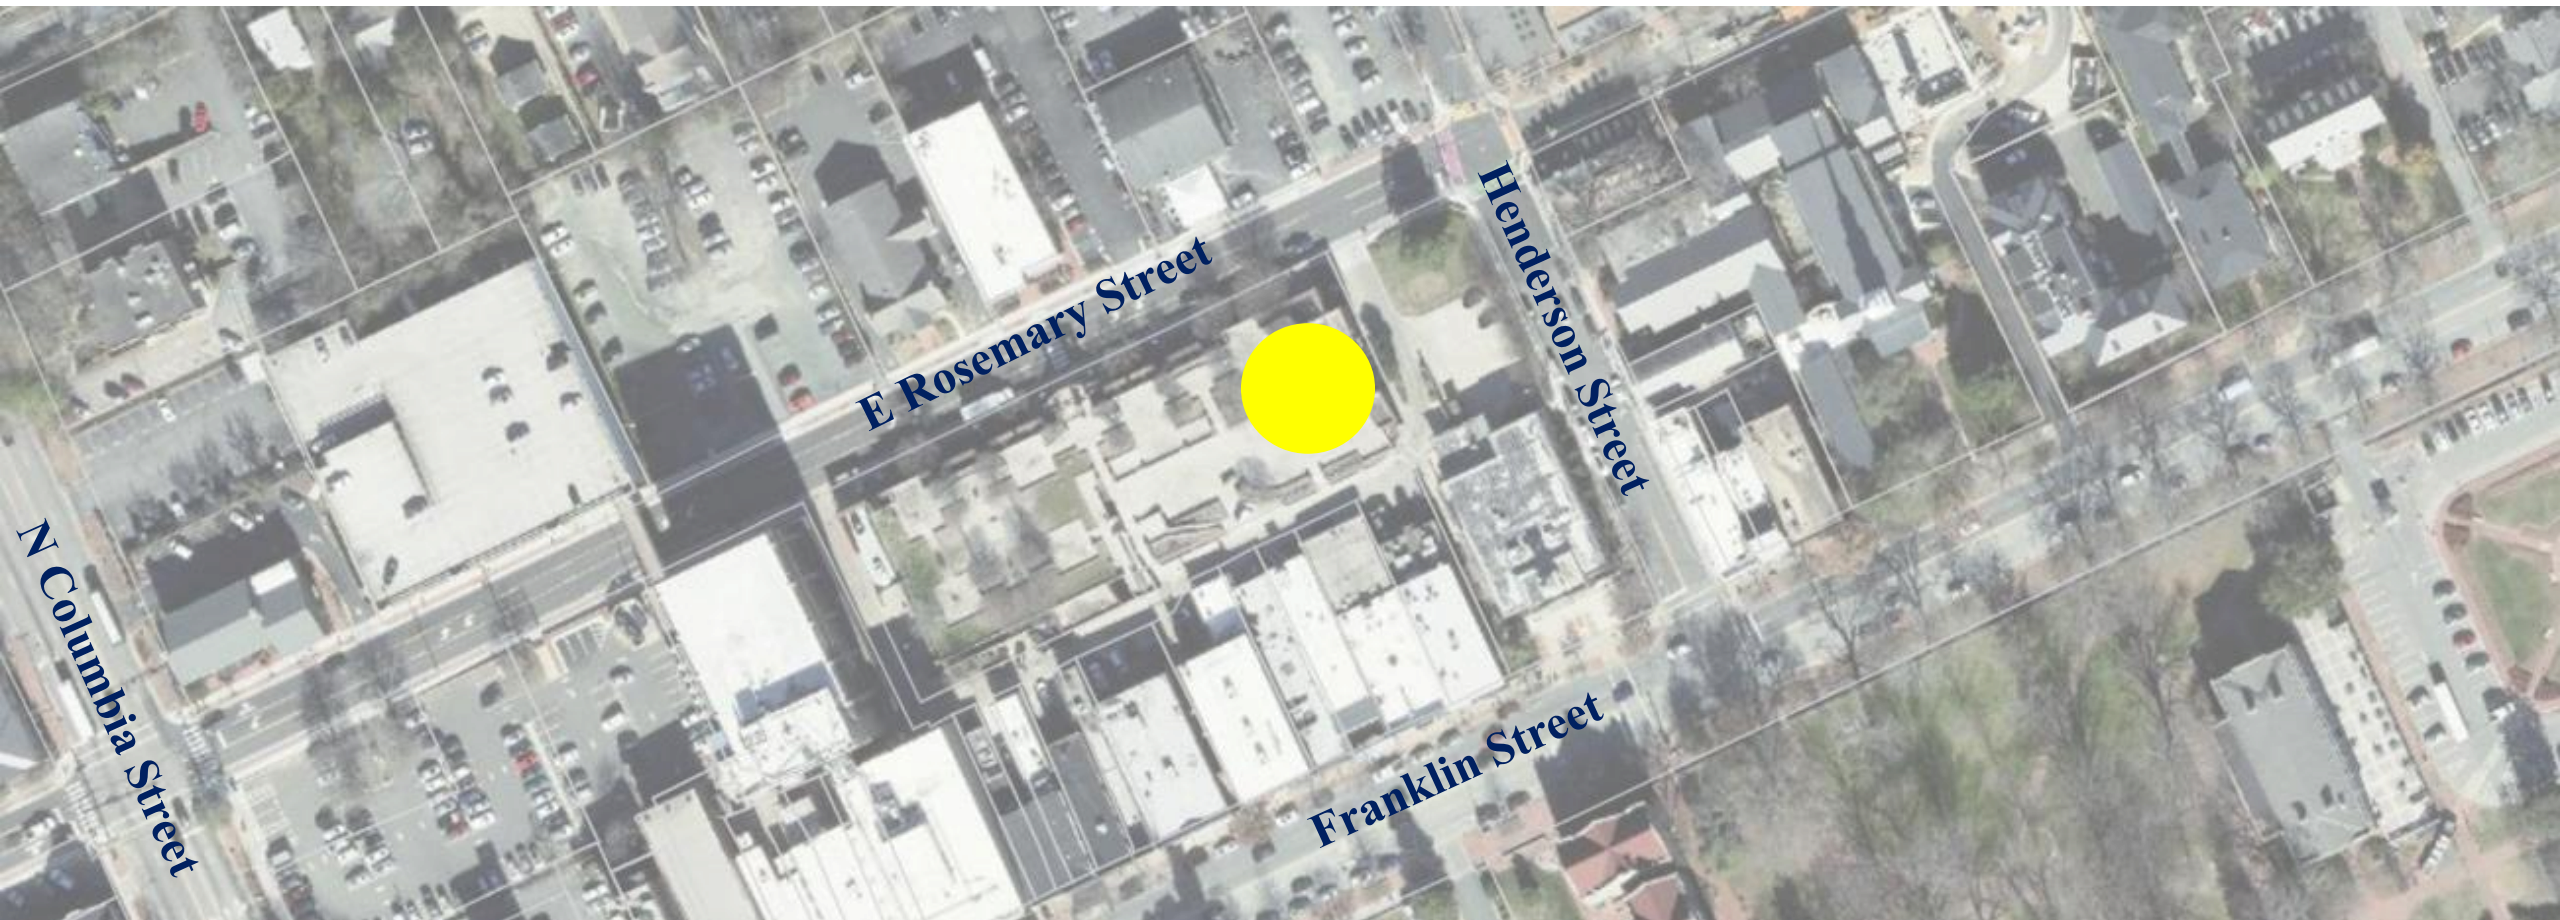 Henderson Street
E Rosemary Street
N Columbia Street
Franklin Street